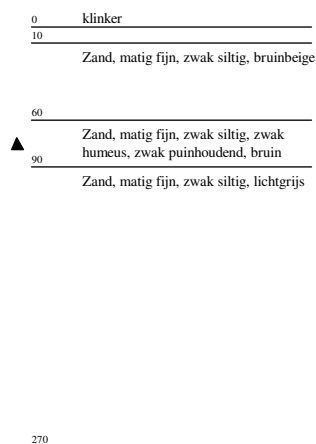 0 klinker
10
Zand, matig fijn, zwak siltig, bruinbeige
60
Zand, matig fijn, zwak siltig, zwak
humeus, zwak puinhoudend, bruin
90
Zand, matig fijn, zwak siltig, lichtgrijs
270